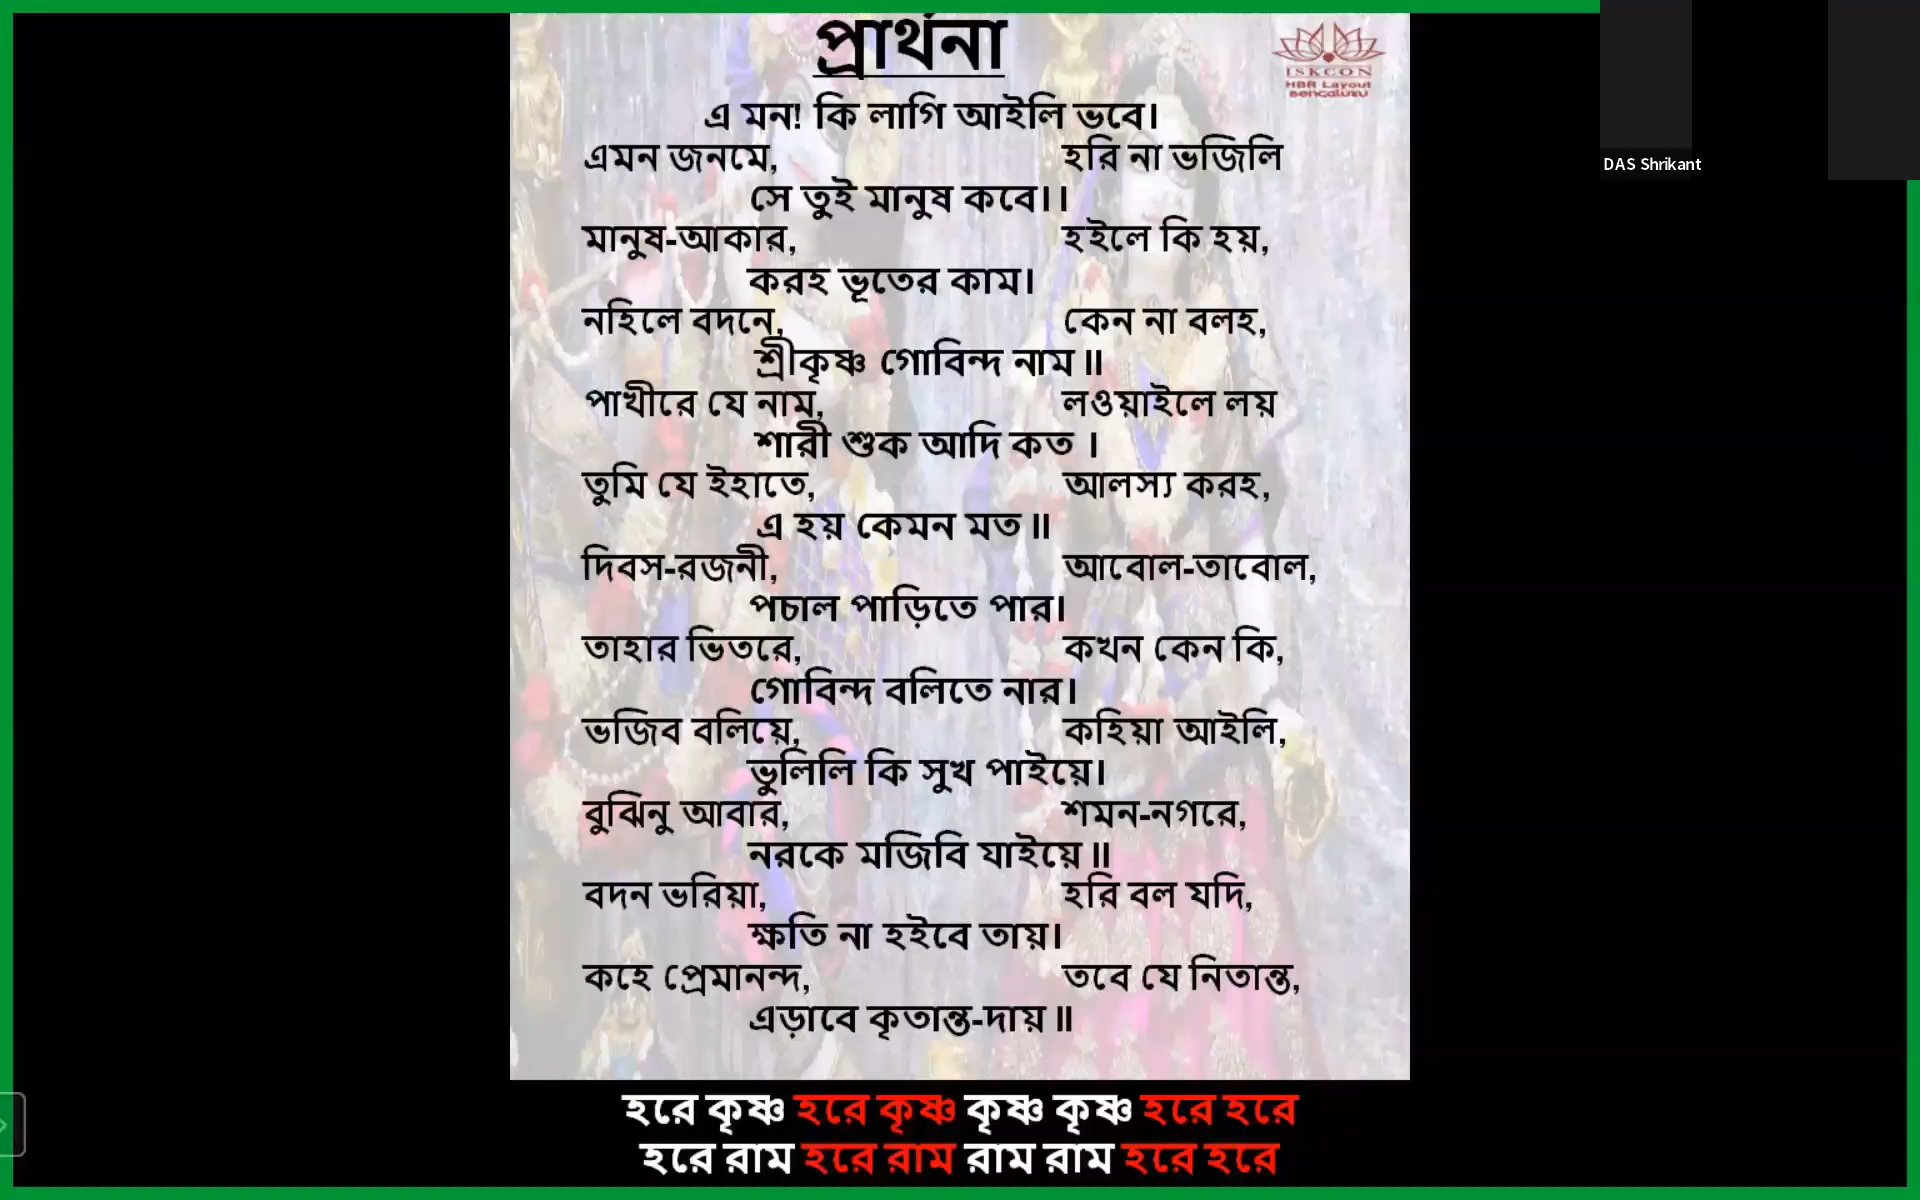 প্রার্থনা
ISKCON
HBR Layout
Bengaluru
DAS Shrikant
এ মন! কি লাগি আইলি ভবে।
এমন জনমে, হরি না ভজিলি
সে তুই মানুষ কবে।।
মানুষ-আকার, হইলে কি হয়,
করহ ভূতের কাম।
নহিলে বদনে, কেন না বলহ,
শ্রীকৃষ্ণ গোবিন্দ নাম॥
পাখীরে যে নাম, লওয়াইলে লয়
শারী শুক আদি কত ।
তুমি যে ইহাতে, আলস্য করহ,
এ হয় কেমন মত॥
দিবস-রজনী, আবোল-তাবোল,
পচাল পাড়িতে পার।
তাহার ভিতরে, কখন কেন কি,
গোবিন্দ বলিতে নার।
ভজিব বলিয়ে, কহিয়া আইলি,
ভুলিলি কি সুখ পাইয়ে।
বুঝিনু আবার, শমন-নগরে,
নরকে মজিবি যাইয়ে॥
বদন ভরিয়া, হরি বল যদি,
ক্ষতি না হইবে তায়।
কহে প্রেমানন্দ, তবে যে নিতান্ত,
এড়াবে কৃতান্ত-দায়॥
হরে কৃষ্ণ হরে কৃষ্ণ কৃষ্ণ কৃষ্ণ হরে হরে
হরে রাম হরে রাম রাম রাম হরে হরে